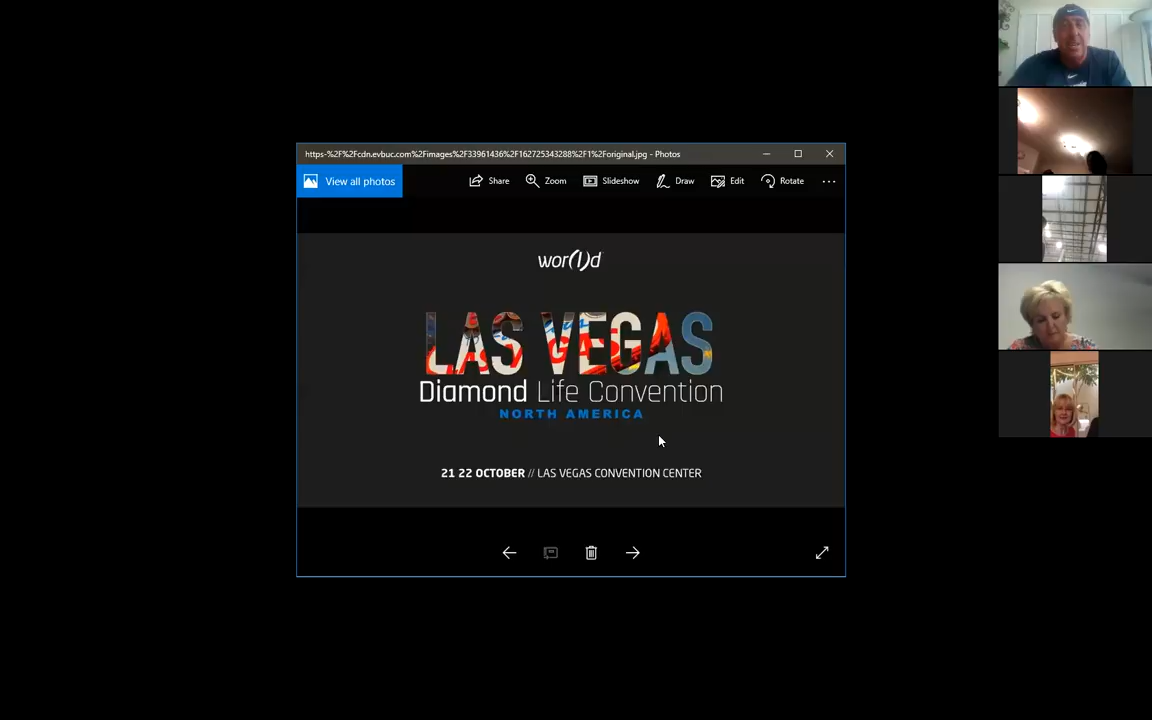 https-%2F%2Fcdn.evbuc.com%2Fimages%2F33961436%2F162725343288%2F1%2Foriginal.jpg - Photos
View all photos
Share
Zoom
Slideshow
Draw
Edit
Rotate
wor(l)d
LAS VEGAS
Diamond Life Convention
NORTH AMERICA
21 22 OCTOBER // LAS VEGAS CONVENTION CENTER